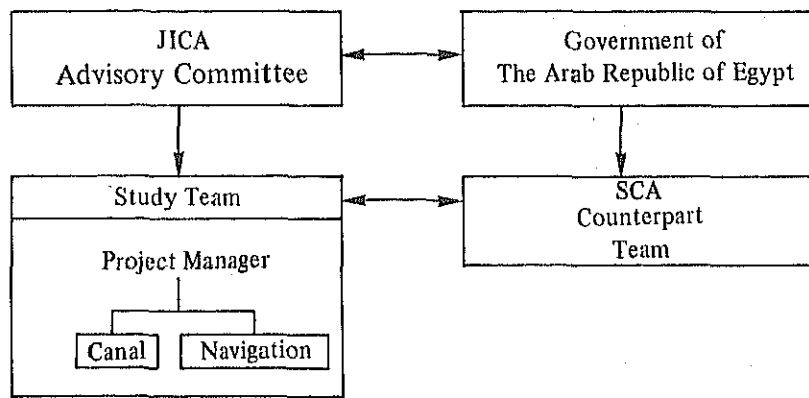 JICA
Advisory Committee
Government of
The Arab Republic of Egypt
Study Team
SCA
Counterpart
Team
Project Manager
Canal
Navigation